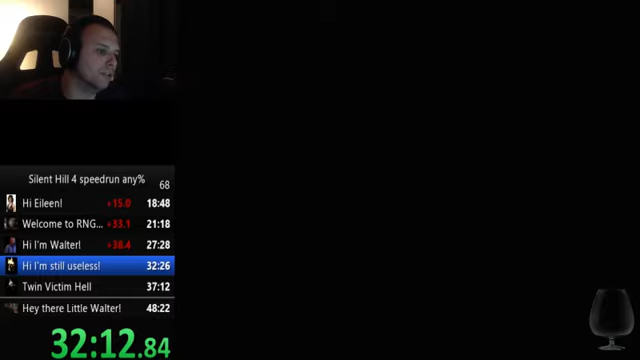 Silent Hill 4 speedrun any%
68
Hi Eileen! +15.0 18:48
Welcome to RNG... +33.1 21:18
Hi I'm Walter! +38.4 27:28
Hi I'm still useless! 32:26
Twin Victim Hell 37:12
Hey there Little Walter! 48:22
32:12.84